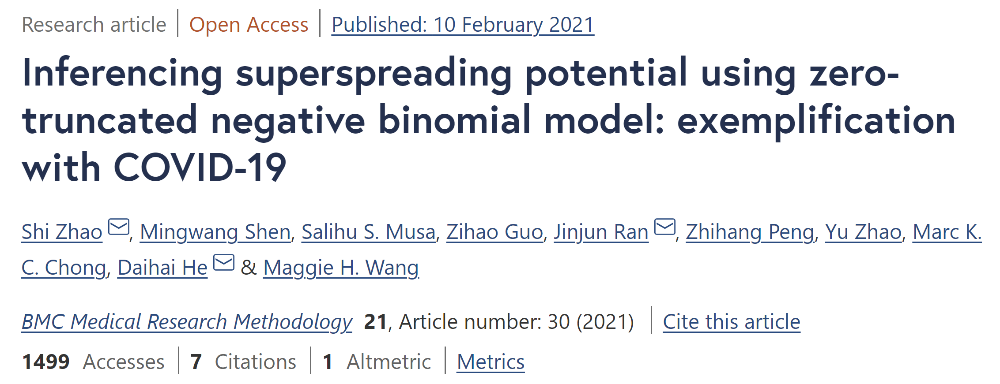 Research article | Open Access | Published: 10 February 2021
Inferencing superspreading potential using zero-
truncated negative binomial model: exemplification
with COVID-19
Shi Zhao, Mingwang Shen, Salihu S. Musa, Zihao Guo, Jinjun Ran, Zhihang Peng, Yu Zhao, Marc K.
C. Chong, Daihai He & Maggie H. Wang
BMC Medical Research Methodology 21, Article number: 30 (2021) | Cite this article
1499 Accesses | 7 Citations | 1 Altmetric | Metrics